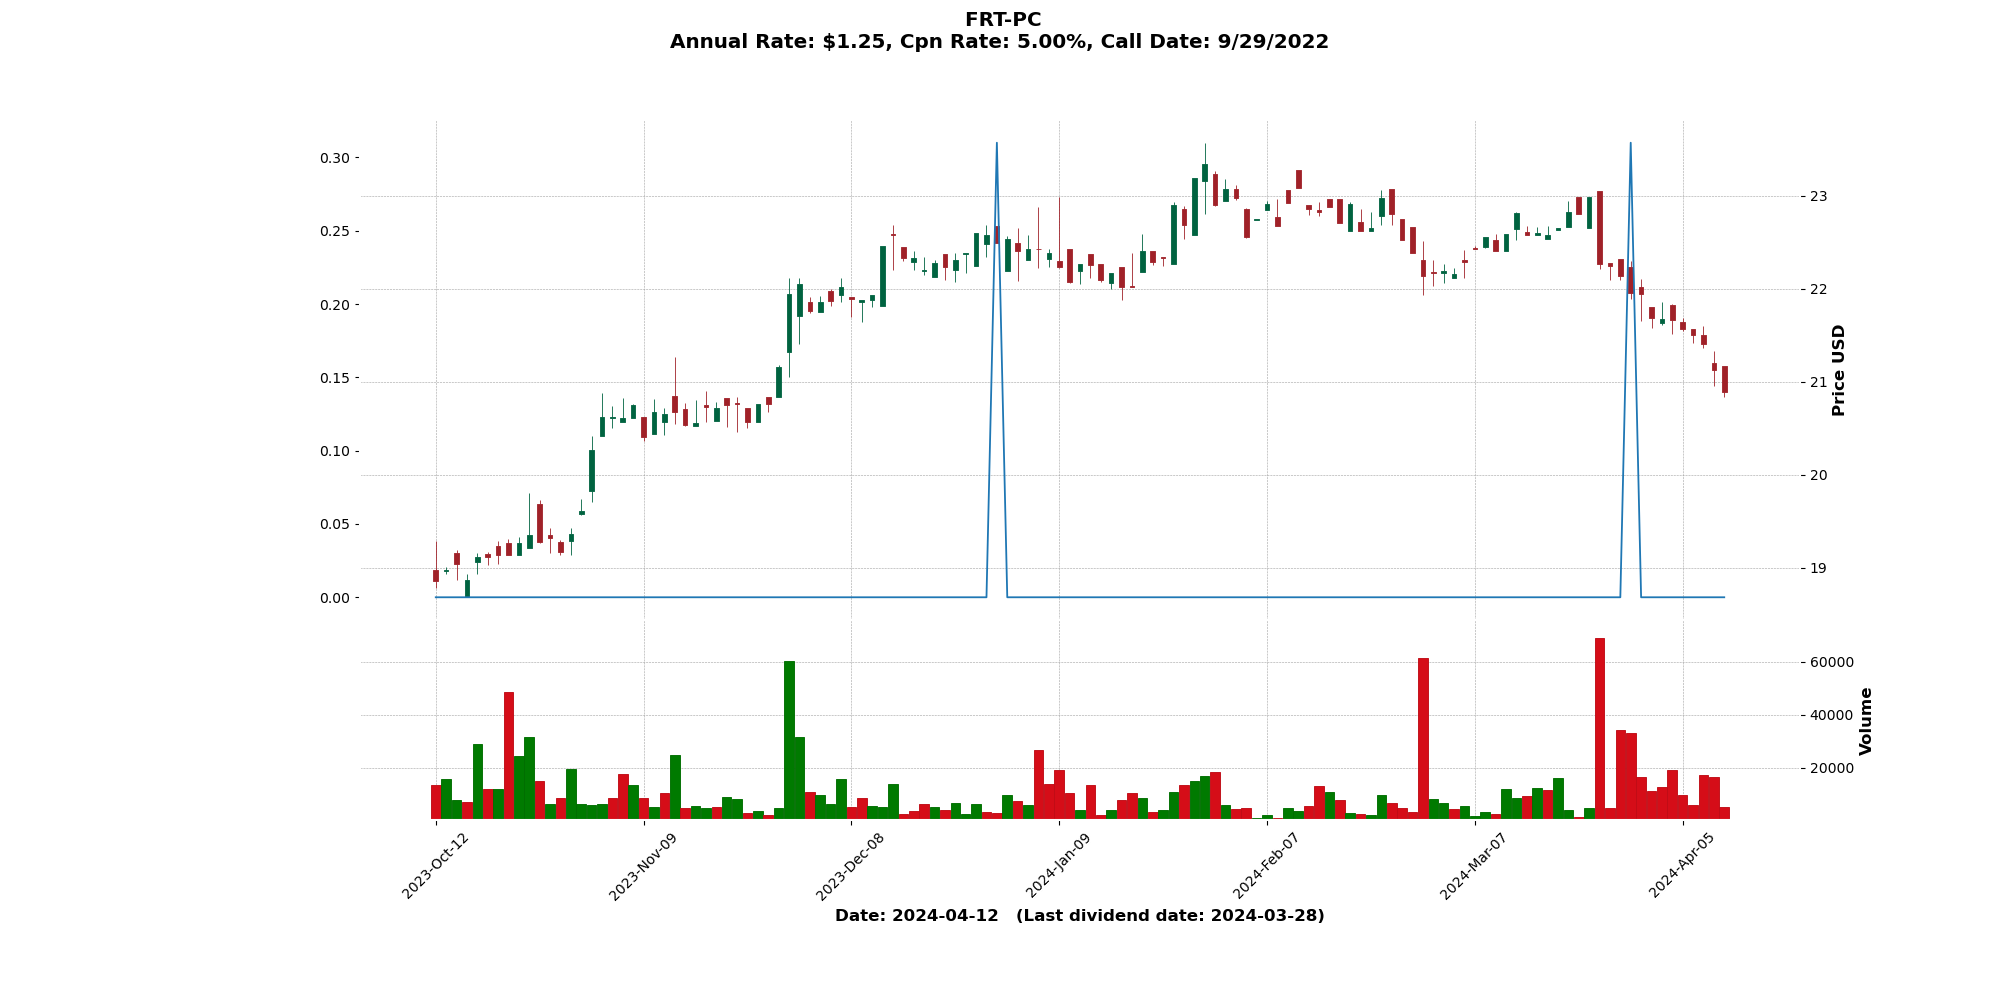 FRT-PC
Annual Rate: $1.25, Cpn Rate: 5.00%, Call Date: 9/29/2022
0.30
0.25
0.20
0.15
0.10
0.05
0.00
23
22
21
20
19
Price USD
60000
40000
20000
Volume
2023-Oct-12
2023-Nov-09
2023-Dec-08
2024-Jan-09
2024-Feb-07
2024-Mar-07
2024-Apr-05
Date: 2024-04-12   (Last dividend date: 2024-03-28)